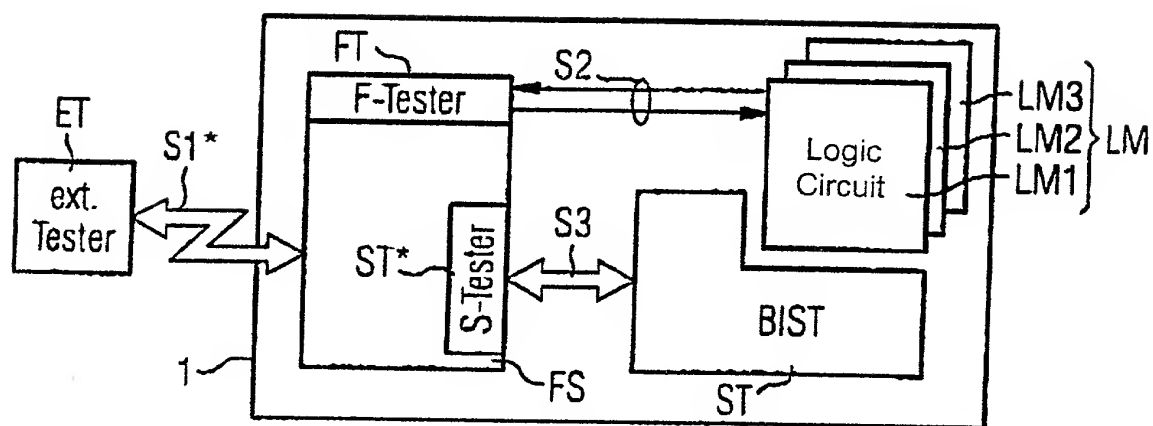 FT
F-Tester
S2
LM3
LM2
LM
LM1
Logic
Circuit
ET
S1*
ext.
Tester
ST*
S-Tester
S3
BIST
1
FS
ST